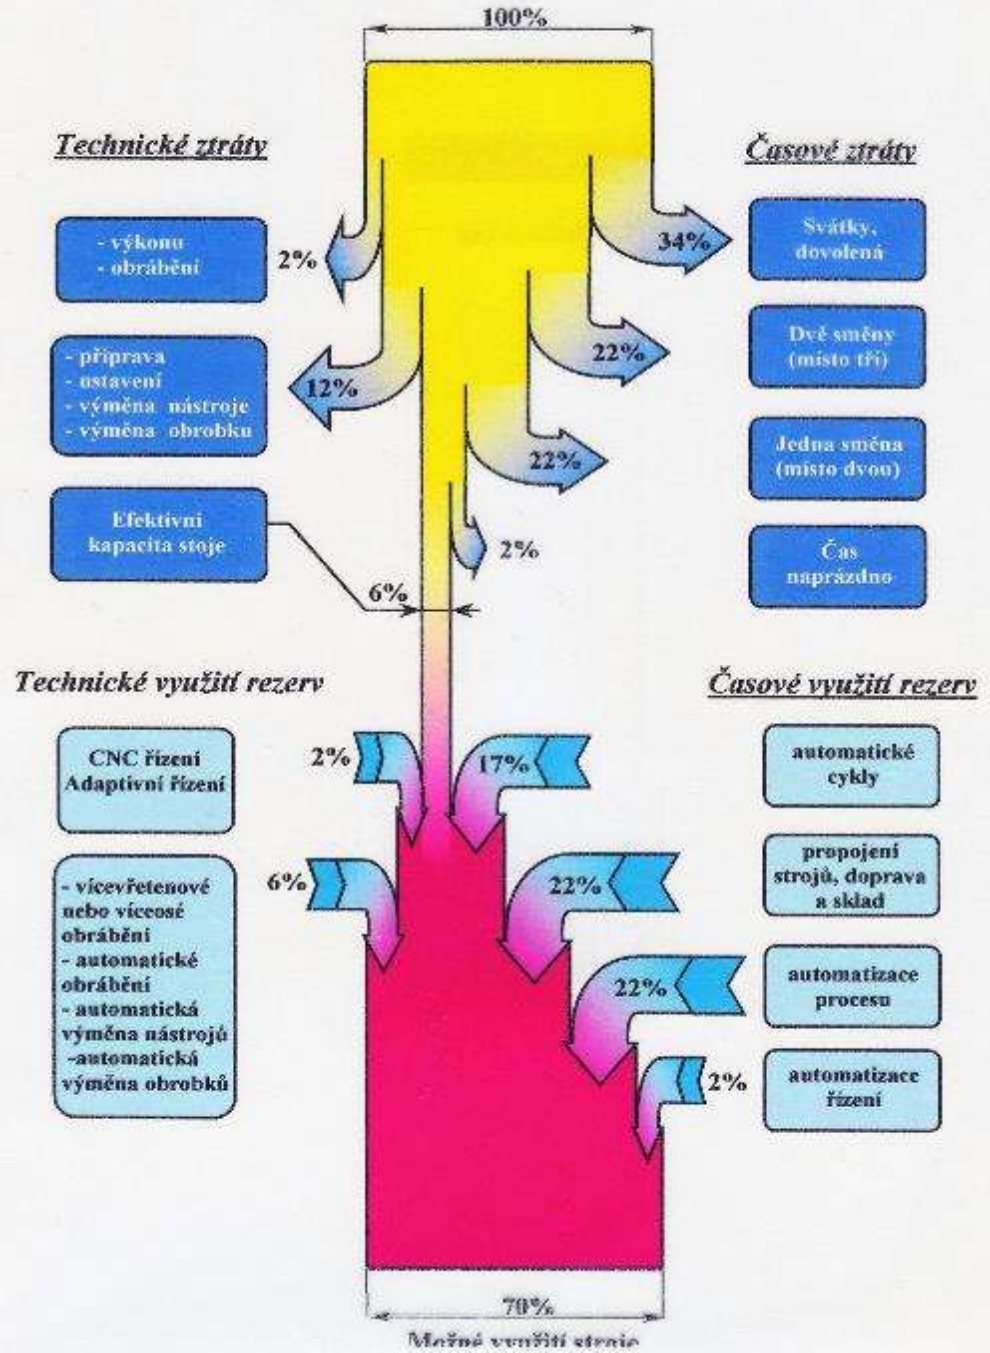 100%
Technické ztráty
Časové ztráty
- výkonu
- obrábění
2%
34%
Svátky,
dovolená
- příprava
- ustavení
- výměna nástroje
- výměna obrobku
12%
22%
Dvě směny
(místo tří)
22%
Jedna směna
(místo dvou)
Efektivní
kapacita stoje
2%
Čas
naprázdno
6%
Technické využití rezerv
Časové využití rezerv
CNC řízení
Adaptivní řízení
2%
17%
automatické
cykly
- vícevřetenové
nebo víceosé
obrábění
- automatické
obrábění
- automatická
výměna nástrojů
-automatická
výměna obrobků
6%
22%
propojení
strojů, doprava
a sklad
22%
automatizace
procesu
2%
automatizace
řízení
70%
Možné využití stroje